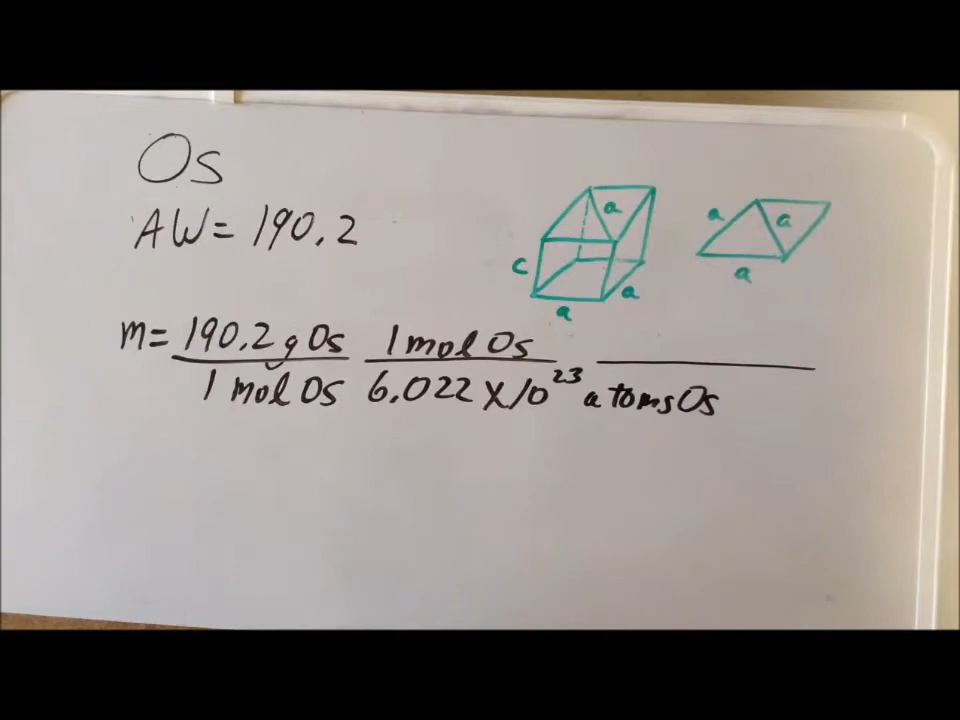 Os
AW = 190.2
a a a
c a a a
m = 190.2 g Os 1 mol Os
1 mol Os 6.022 X 10^23 atoms Os